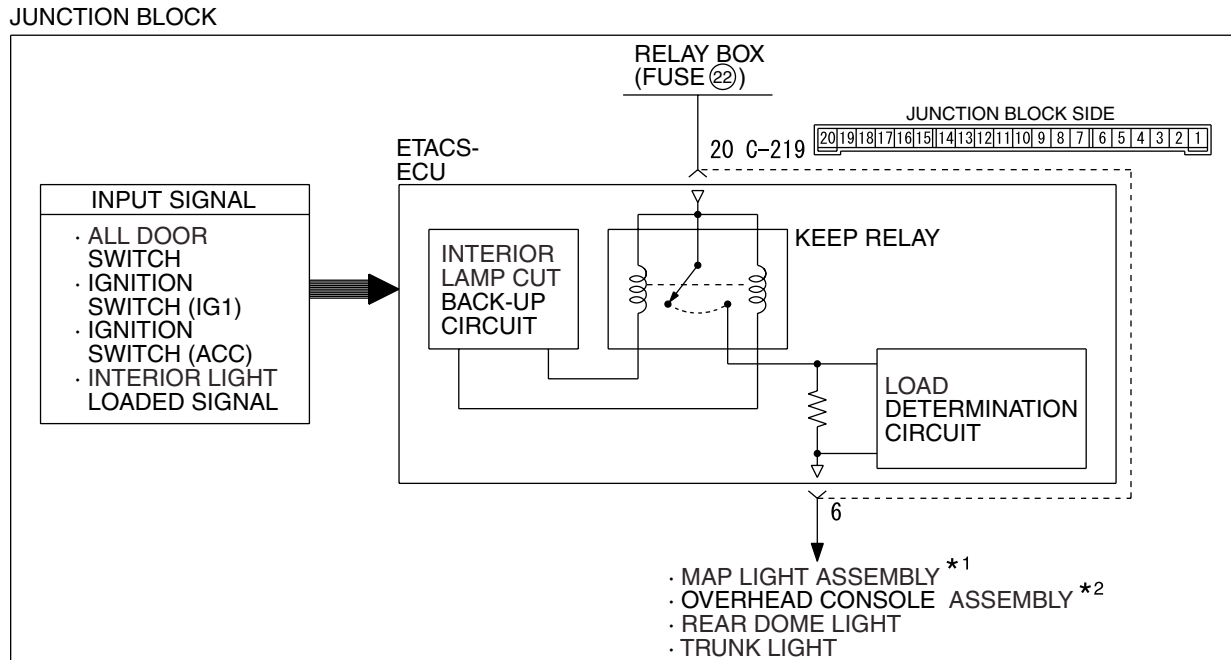 JUNCTION BLOCK
RELAY BOX
(FUSE 22)
JUNCTION BLOCK SIDE
20 19 18 17 16 15 14 13 12 11 10 9 8 7 6 5 4 3 2 1
20 C-219
ETACS-
ECU
INPUT SIGNAL
· ALL DOOR
SWITCH
· IGNITION
SWITCH (IG1)
· IGNITION
SWITCH (ACC)
· INTERIOR LIGHT
LOADED SIGNAL
INTERIOR
LAMP CUT
BACK-UP
CIRCUIT
KEEP RELAY
LOAD
DETERMINATION
CIRCUIT
6
· MAP LIGHT ASSEMBLY *1
· OVERHEAD CONSOLE ASSEMBLY *2
· REAR DOME LIGHT
· TRUNK LIGHT